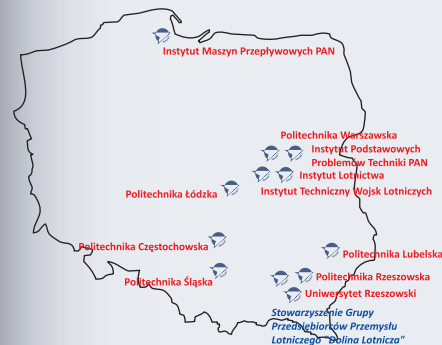 Instytut Maszyn Przepływowych PAN
Politechnika Warszawska
Instytut Podstawowych
Problemów Techniki PAN
Instytut Lotnictwa
Instytut Techniczny Wojsk Lotniczych
Politechnika Łódzka
Politechnika Częstochowska
Politechnika Lubelska
Politechnika Śląska
Politechnika Rzeszowska
Uniwersytet Rzeszowski
Stowarzyszenie Grupy
Przedsiębiorców Przemysłu
Lotniczego "Dolina Lotnicza"